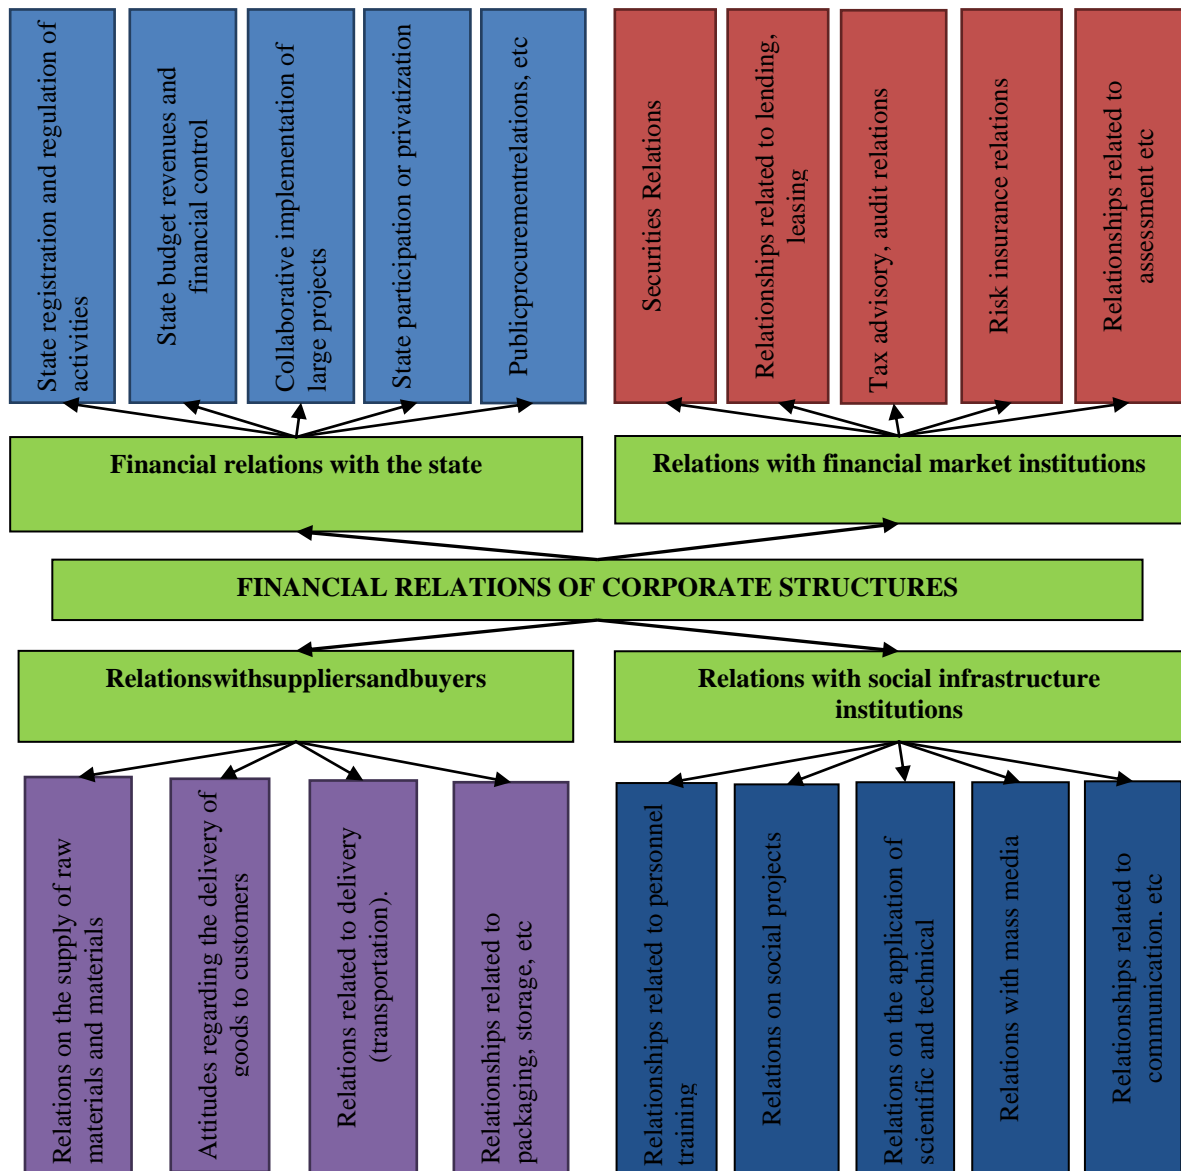 State registration and regulation of
activities
State budget revenues and
financial control
Collaborative implementation of
large projects
State participation or privatization
Publicprocurementrelations, etc
Securities Relations
Relationships related to lending,
leasing
Tax advisory, audit relations
Risk insurance relations
Relationships related to
assessment etc
Financial relations with the state
Relations with financial market institutions
FINANCIAL RELATIONS OF CORPORATE STRUCTURES
Relationswithsuppliersandbuyers
Relations with social infrastructure
institutions
Relations on the supply of raw
materials and materials
Attitudes regarding the delivery of
goods to customers
Relations related to delivery
(transportation).
Relationships related to
packaging, storage, etc
Relationships related to personnel
training
Relations on social projects
Relations on the application of
scientific and technical
Relations with mass media
Relationships related to
communication. etc